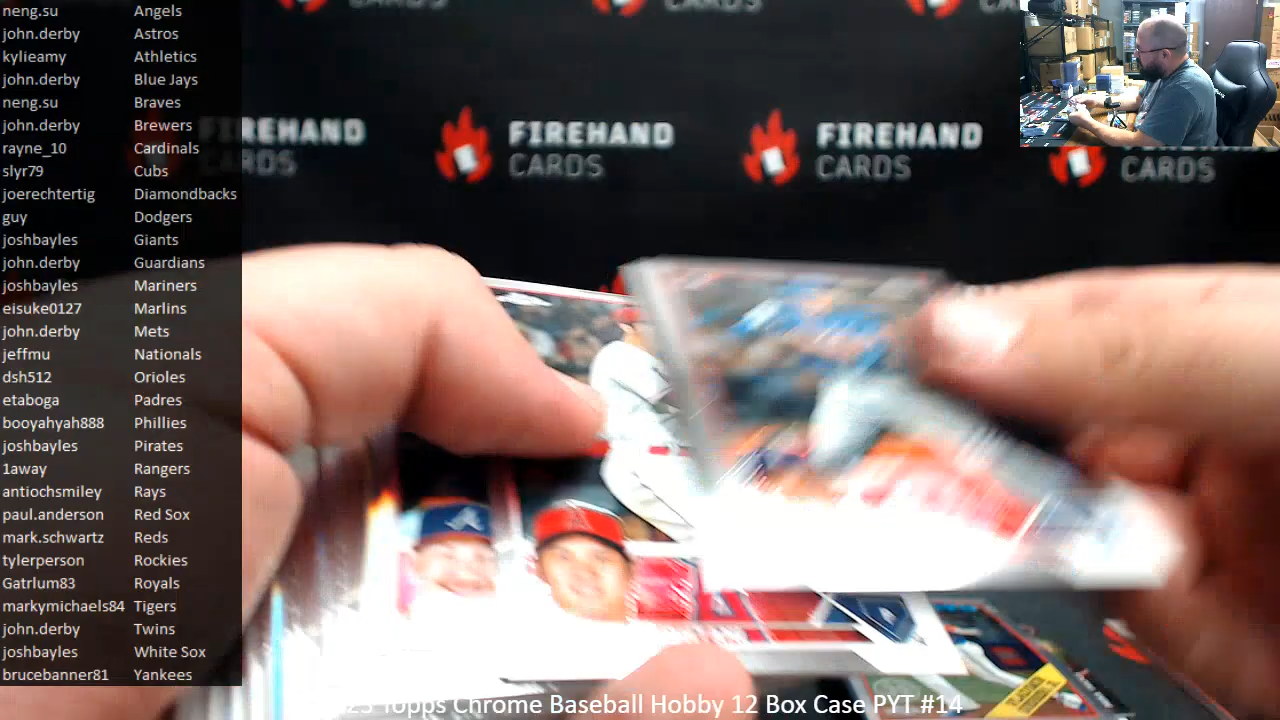 neng.su Angels
john.derby Astros
kylieamy Athletics
john.derby Blue Jays
neng.su Braves
john.derby Brewers
rayne_10 Cardinals
slyr79 Cubs
joerechtertig Diamondbacks
guy Dodgers
joshbayles Giants
john.derby Guardians
joshbayles Mariners
eisuke0127 Marlins
john.derby Mets
jeffmu Nationals
dsh512 Orioles
etaboga Padres
booyahyah888 Phillies
joshbayles Pirates
1away Rangers
antiochsmiley Rays
paul.anderson Red Sox
mark.schwartz Reds
tylerperson Rockies
Gatrlum83 Royals
markymichaels84 Tigers
john.derby Twins
joshbayles White Sox
brucebanner81 Yankees
CARDS
FIREHAND
CARDS
FIREHAND
CARDS
FIREHAND
CARDS
CARDS
Topps Chrome Baseball Hobby 12 Box Case PYT #14